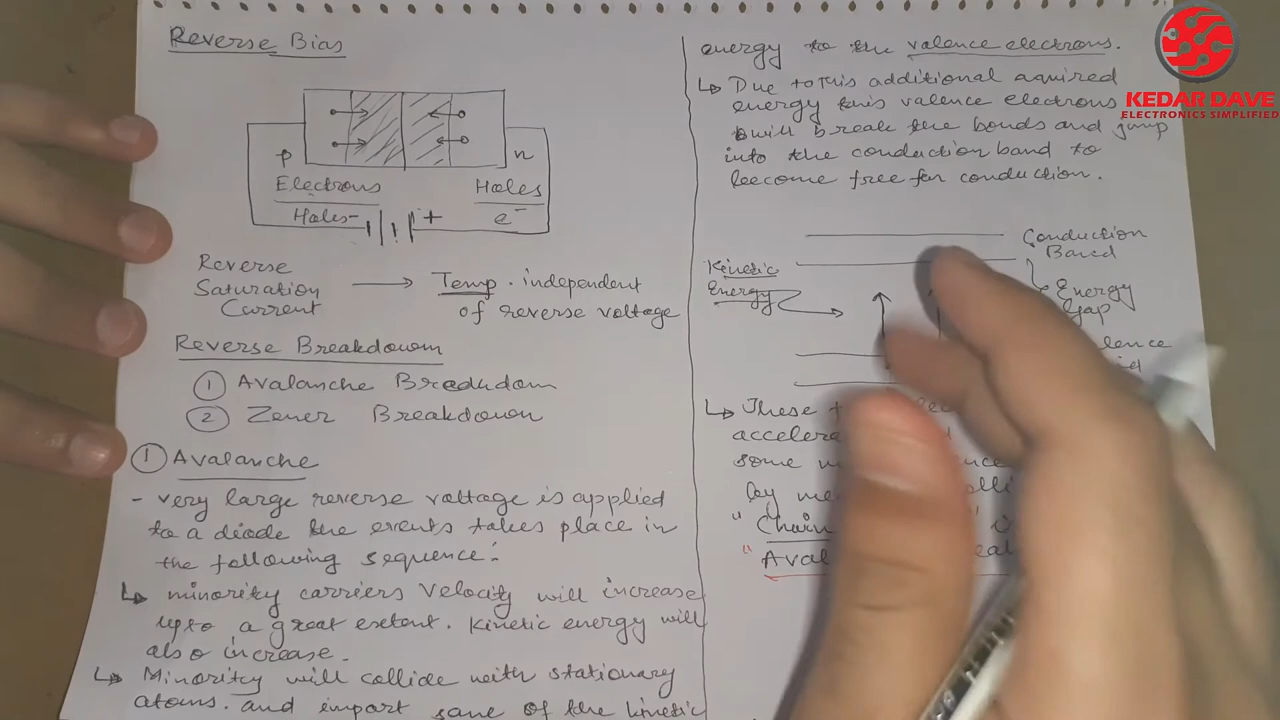 Reverse Bias
p
n
Electrons
Holes
Holes-
e⁻
+
Reverse
Saturation
Current
Temp. independent
of reverse voltage
Reverse Breakdown
① Avalanche Breadudom
② Zener Breakdown
① Avalanche
- very large reverse voltage is applied
to a diode the events takes place in
the following sequence:
↳ minority carriers velocity will increase
upto a great extent. Kinetic energy will
also increase.
↳ Minority will collide with stationary
atoms. and impart some of the kinetic
energy to the valence electrons.
↳ Due to this additional aquired
energy this valence electrons
will break the bonds and jump
into the conduction band to
become free for conduction.
Conduction
Band
Kinetic
Energy
Energy
Gap
↳ These
some
by
"Chain
"
KEDAR DAVE
ELECTRONICS SIMPLIFIED